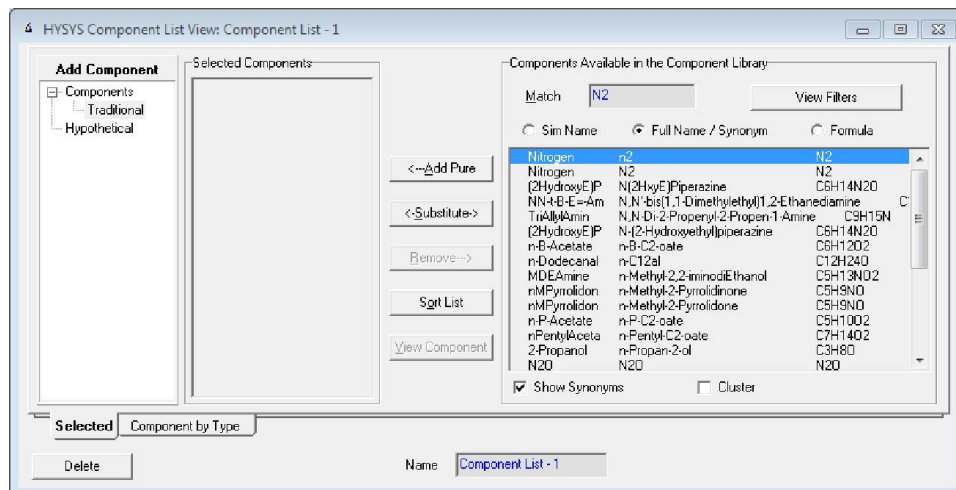 HYSYS Component List View: Component List - 1
Add Component
Components
Traditional
Hypothetical
Selected Components
<---Add Pure
<-Substitute->
Remove--->
Sort List
View Component
Components Available in the Component Library
Match N2
View Filters
Sim Name Full Name / Synonym Formula
Nitrogen n2 N2
Nitrogen N2 N2
(2HydroxyE)P N(2HxyE)Piperazine C6H14N2O
NN-t-B-E=-Am N,N'-bis(1,1-Dimethylethyl)1,2-Ethanediamine C
TriAllylAmin N,N-Di-2-Propenyl-2-Propen-1-Amine C9H15N
(2HydroxyE)P N-(2-Hydroxyethyl)piperazine C6H14N2O
n-B-Acetate n-B-C2-oate C6H12O2
n-Dodecanal n-C12al C12H24O
MDEAmine n-Methyl-2,2-iminodiEthanol C5H13NO2
nMPyrrolidon n-Methyl-2-Pyrrolidinone C5H9NO
nMPyrrolidon n-Methyl-2-Pyrrolidone C5H9NO
n-P-Acetate n-P-C2-oate C5H10O2
nPentylAceta n-Pentyl-C2-oate C7H14O2
2-Propanol n-Propan-2-ol C3H8O
N2O N2O N2O
Show Synonyms Cluster
Selected Component by Type
Delete
Name Component List - 1